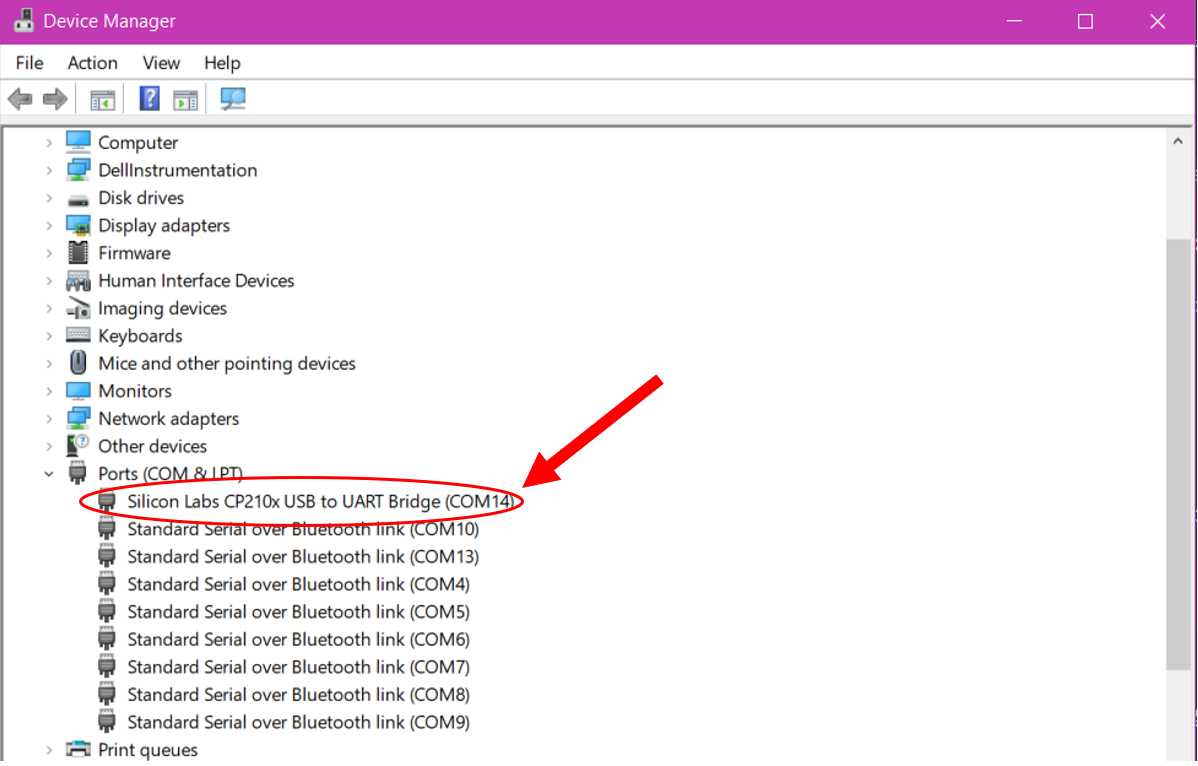 Device Manager
File Action View Help
?
Computer
DellInstrumentation
Disk drives
Display adapters
Firmware
Human Interface Devices
Imaging devices
Keyboards
Mice and other pointing devices
Monitors
Network adapters
Other devices
Ports (COM & LPT)
Silicon Labs CP210x USB to UART Bridge (COM14)
Standard Serial over Bluetooth link (COM10)
Standard Serial over Bluetooth link (COM13)
Standard Serial over Bluetooth link (COM4)
Standard Serial over Bluetooth link (COM5)
Standard Serial over Bluetooth link (COM6)
Standard Serial over Bluetooth link (COM7)
Standard Serial over Bluetooth link (COM8)
Standard Serial over Bluetooth link (COM9)
Print queues